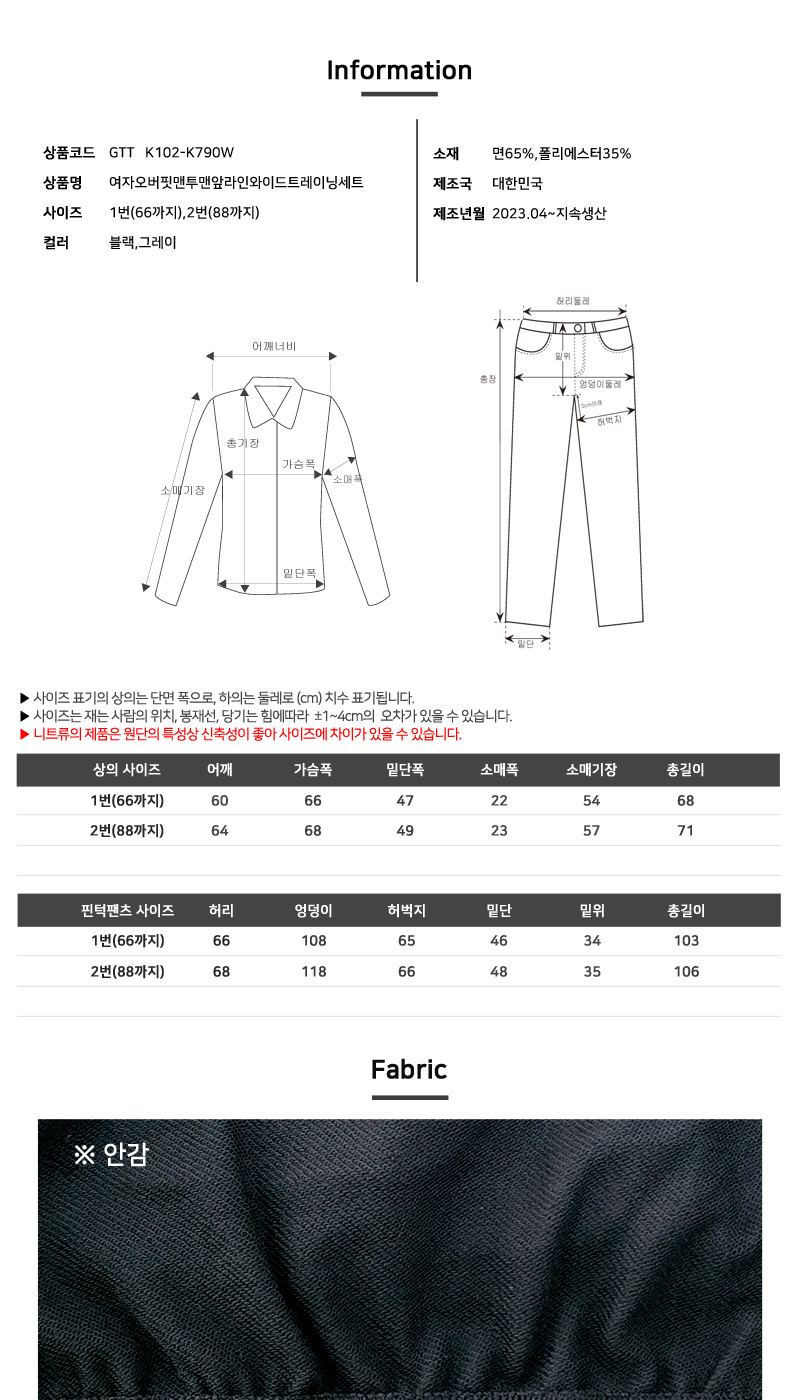 Information
상품코드 GTT K102-K790W
상품명 여자오버핏맨투맨앞라인와이드트레이닝세트
사이즈 1번(66까지),2번(88까지)
컬러 블랙,그레이
소재 면65%,폴리에스터35%
제조국 대한민국
제조년월 2023.04~지속생산
어깨너비
총기장
가슴폭
소매기장
소매폭
밑단폭
허리둘레
밑위
총장
엉덩이둘레
5cm아래
허벅지
밑단
▶ 사이즈 표기의 상의는 단면 폭으로, 하의는 둘레로 (cm) 치수 표기됩니다.
▶ 사이즈는 재는 사람의 위치, 봉재선, 당기는 힘에따라 ±1~4cm의 오차가 있을 수 있습니다.
▶ 니트류의 제품은 원단의 특성상 신축성이 좋아 사이즈에 차이가 있을 수 있습니다.
상의 사이즈 어깨 가슴폭 밑단폭 소매폭 소매기장 총길이
1번(66까지) 60 66 47 22 54 68
2번(88까지) 64 68 49 23 57 71
핀턱팬츠 사이즈 허리 엉덩이 허벅지 밑단 밑위 총길이
1번(66까지) 66 108 65 46 34 103
2번(88까지) 68 118 66 48 35 106
Fabric
※ 안감